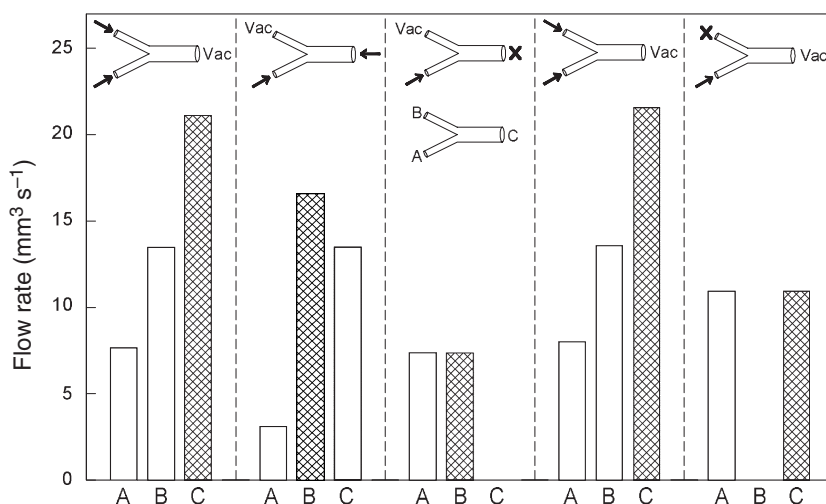 25
20
15
10
5
0
Flow rate (mm³ s⁻¹)
Vac
Vac
Vac
X
B
A
C
Vac
X
Vac
A B C A B C A B C A B C A B C